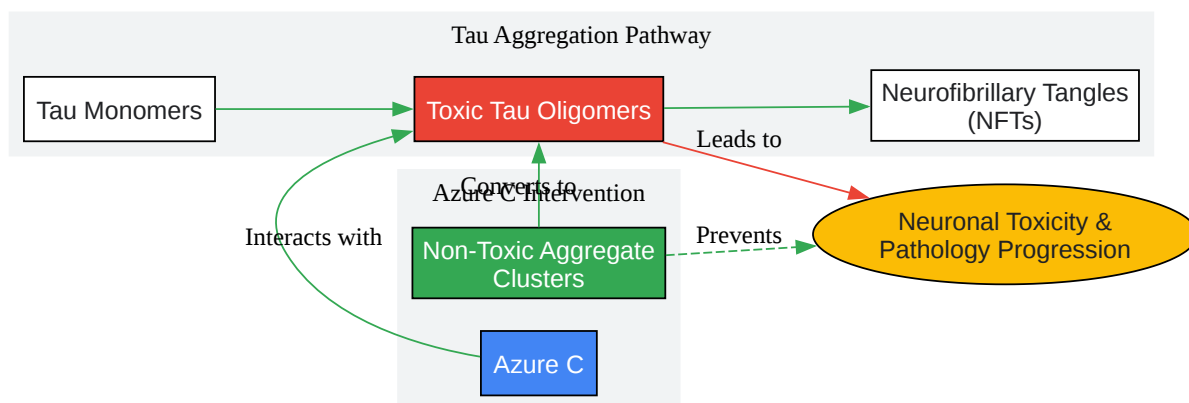 Tau Aggregation Pathway
Tau Monomers
Toxic Tau Oligomers
Neurofibrillary Tangles
(NFTs)
Leads to
Converts to
Azure C Intervention
Interacts with
Non-Toxic Aggregate
Clusters
Prevents
Neuronal Toxicity &
Pathology Progression
Azure C